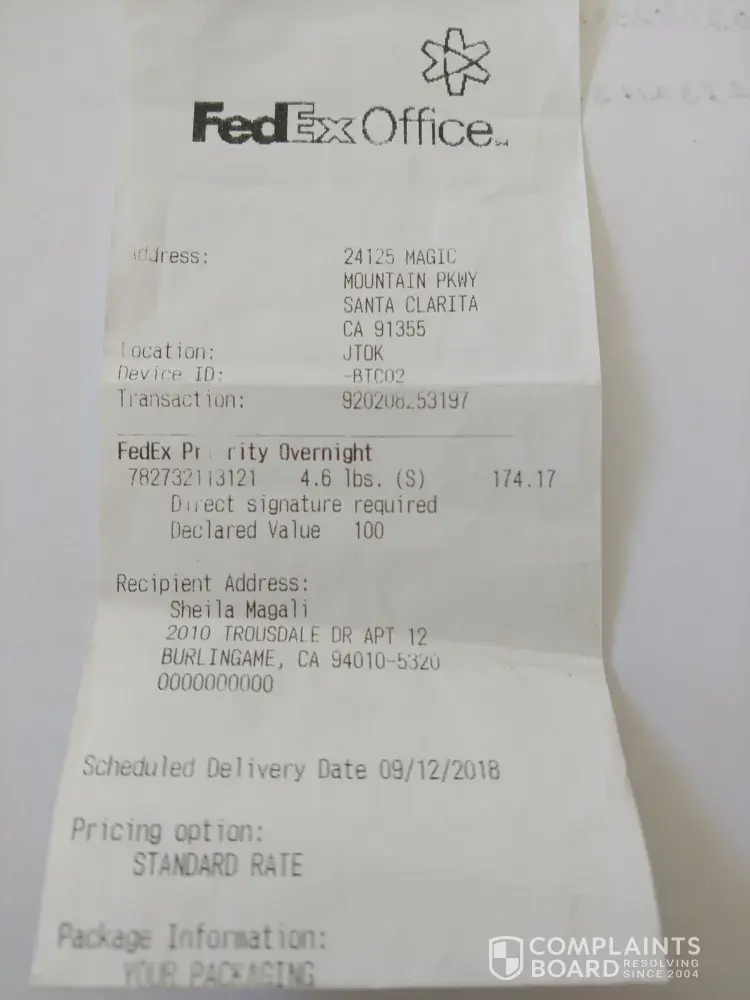 FedEx Office
Address: 24125 MAGIC
MOUNTAIN PKWY
SANTA CLARITA
CA 91355
Location: JTOK
Device ID: -BTC02
Transaction: 920208253197
FedEx Pr rity Overnight
782732113121 4.6 lbs. (S) 174.17
Direct signature required
Declared Value 100
Recipient Address:
Sheila Magali
2010 TROUSDALE DR APT 12
BURLINGAME, CA 94010-5320
0000000000
Scheduled Delivery Date 09/12/2018
Pricing option:
STANDARD RATE
Package Information:
YOUR PACKAGING
COMPLAINTS
BOARD RESOLVING
SINCE 2004